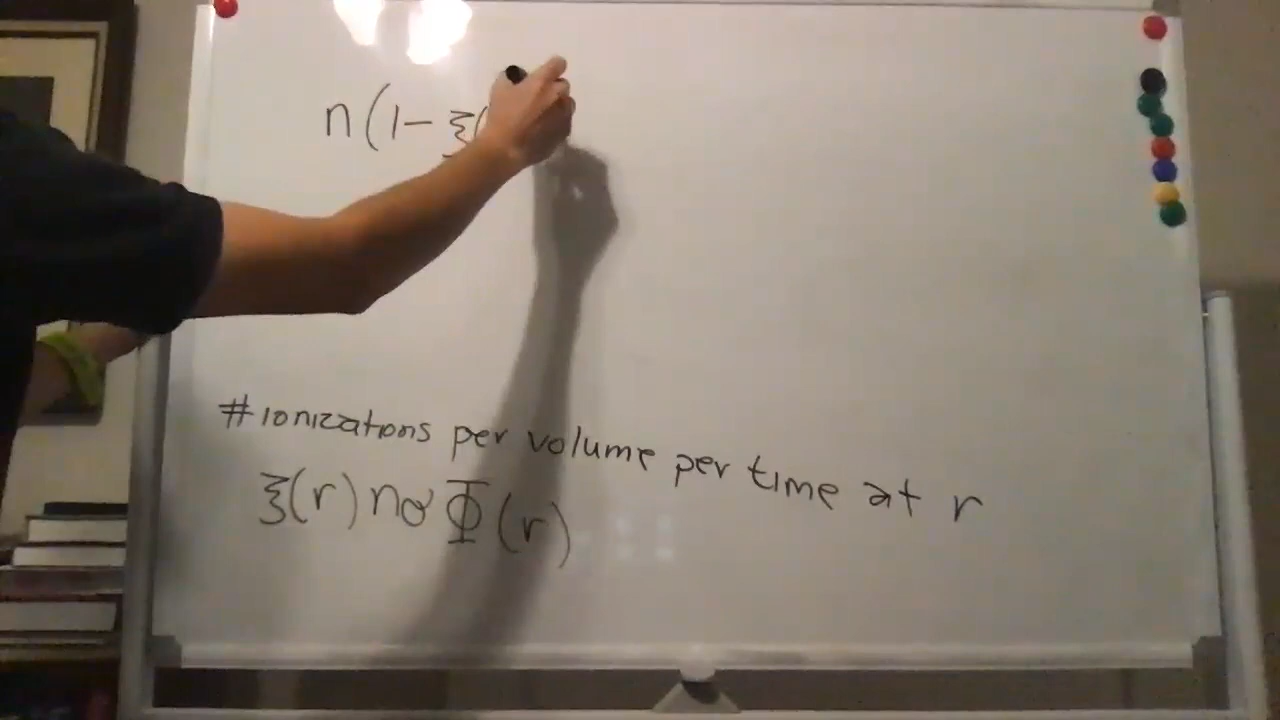 n(1-ξ(
#ionizations per volume per time at r
ξ(r)nσΦ(r)